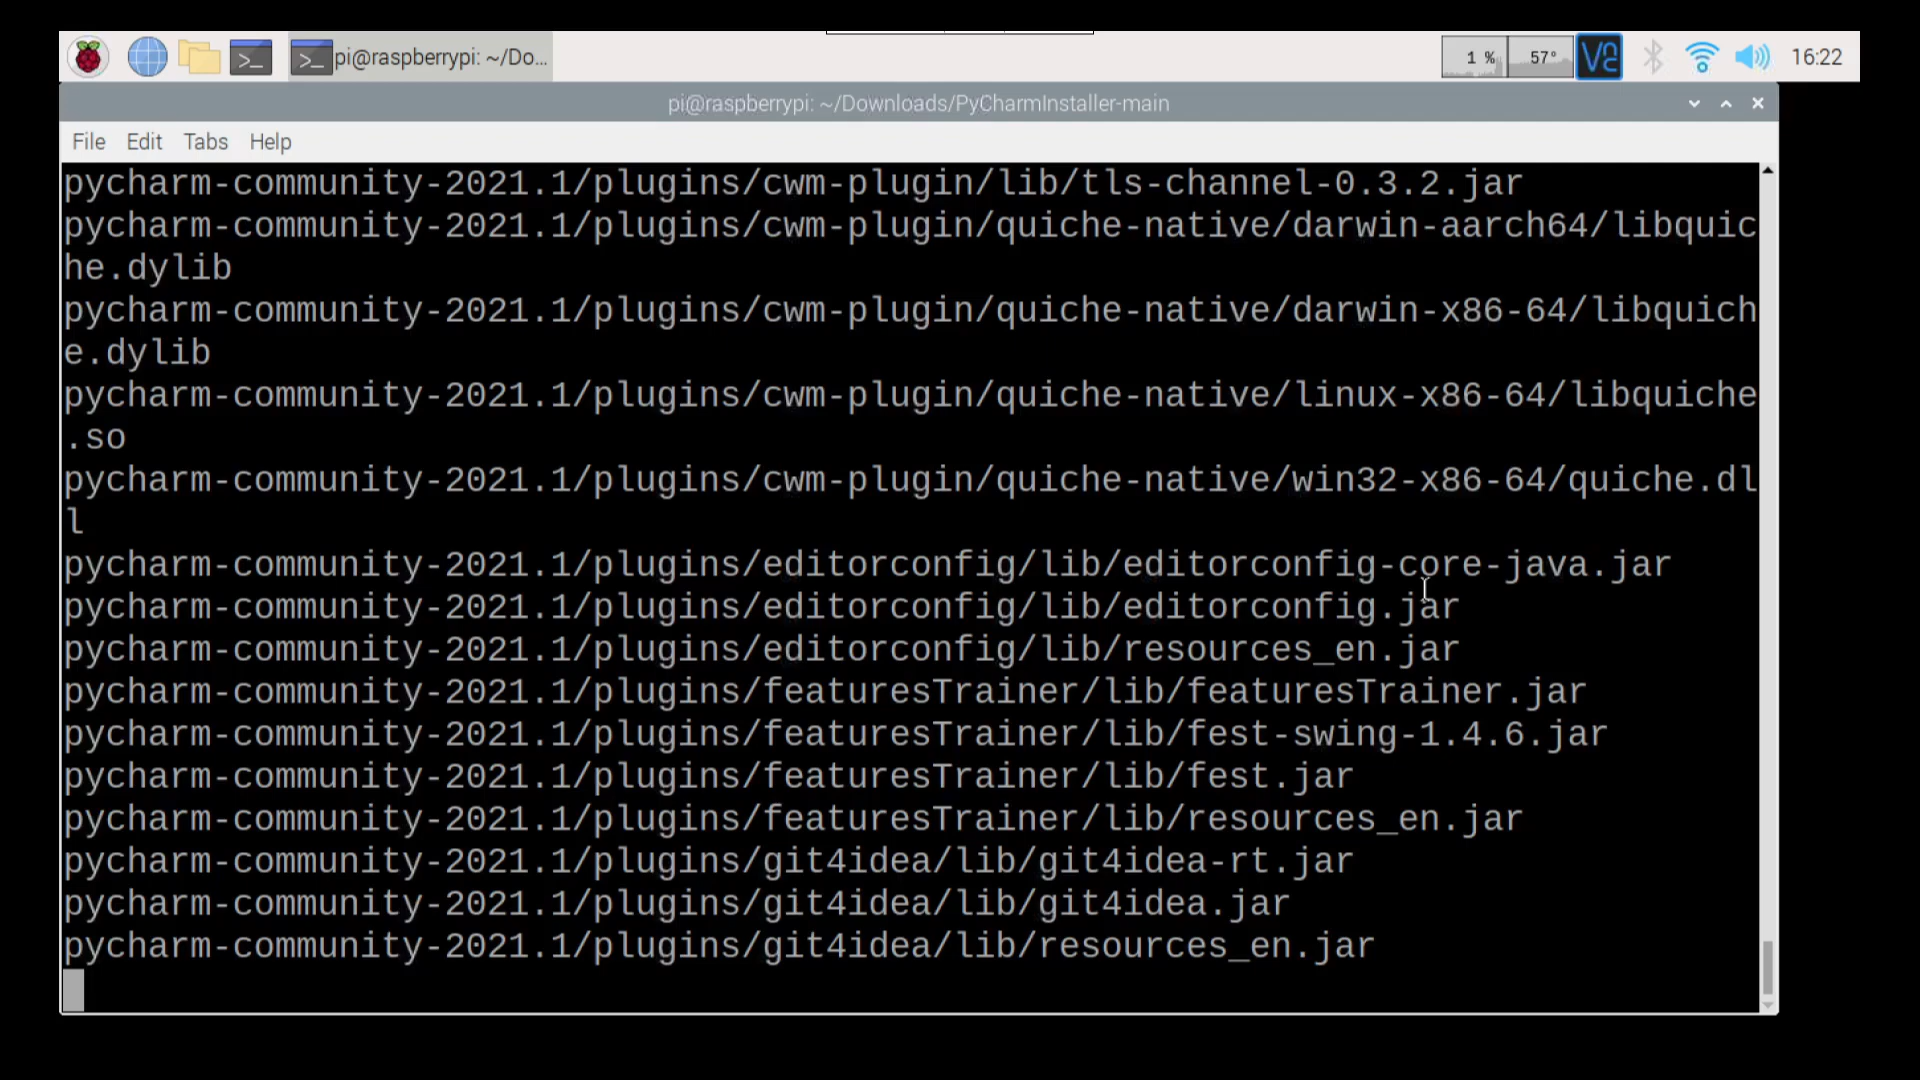 >_ >_ pi@raspberrypi: ~/Do... 1 % 57° 16:22
pi@raspberrypi: ~/Downloads/PyCharmInstaller-main
File Edit Tabs Help
pycharm-community-2021.1/plugins/cwm-plugin/lib/tls-channel-0.3.2.jar
pycharm-community-2021.1/plugins/cwm-plugin/quiche-native/darwin-aarch64/libquic
he.dylib
pycharm-community-2021.1/plugins/cwm-plugin/quiche-native/darwin-x86-64/libquich
e.dylib
pycharm-community-2021.1/plugins/cwm-plugin/quiche-native/linux-x86-64/libquiche
.so
pycharm-community-2021.1/plugins/cwm-plugin/quiche-native/win32-x86-64/quiche.dl
l
pycharm-community-2021.1/plugins/editorconfig/lib/editorconfig-core-java.jar
pycharm-community-2021.1/plugins/editorconfig/lib/editorconfig.jar
pycharm-community-2021.1/plugins/editorconfig/lib/resources_en.jar
pycharm-community-2021.1/plugins/featuresTrainer/lib/featuresTrainer.jar
pycharm-community-2021.1/plugins/featuresTrainer/lib/fest-swing-1.4.6.jar
pycharm-community-2021.1/plugins/featuresTrainer/lib/fest.jar
pycharm-community-2021.1/plugins/featuresTrainer/lib/resources_en.jar
pycharm-community-2021.1/plugins/git4idea/lib/git4idea-rt.jar
pycharm-community-2021.1/plugins/git4idea/lib/git4idea.jar
pycharm-community-2021.1/plugins/git4idea/lib/resources_en.jar